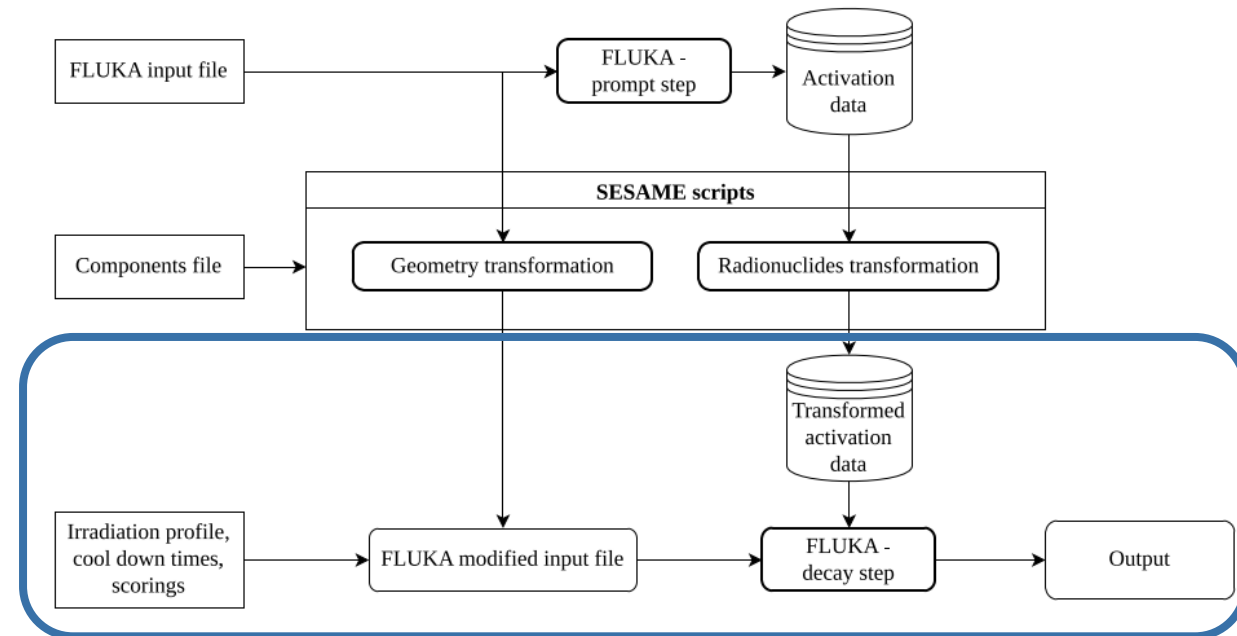 FLUKA input file
FLUKA -
prompt step
Activation
data
SESAME scripts
Components file
Geometry transformation
Radionuclides transformation
Transformed
activation
data
Irradiation profile,
cool down times,
scorings
FLUKA modified input file
FLUKA -
decay step
Output